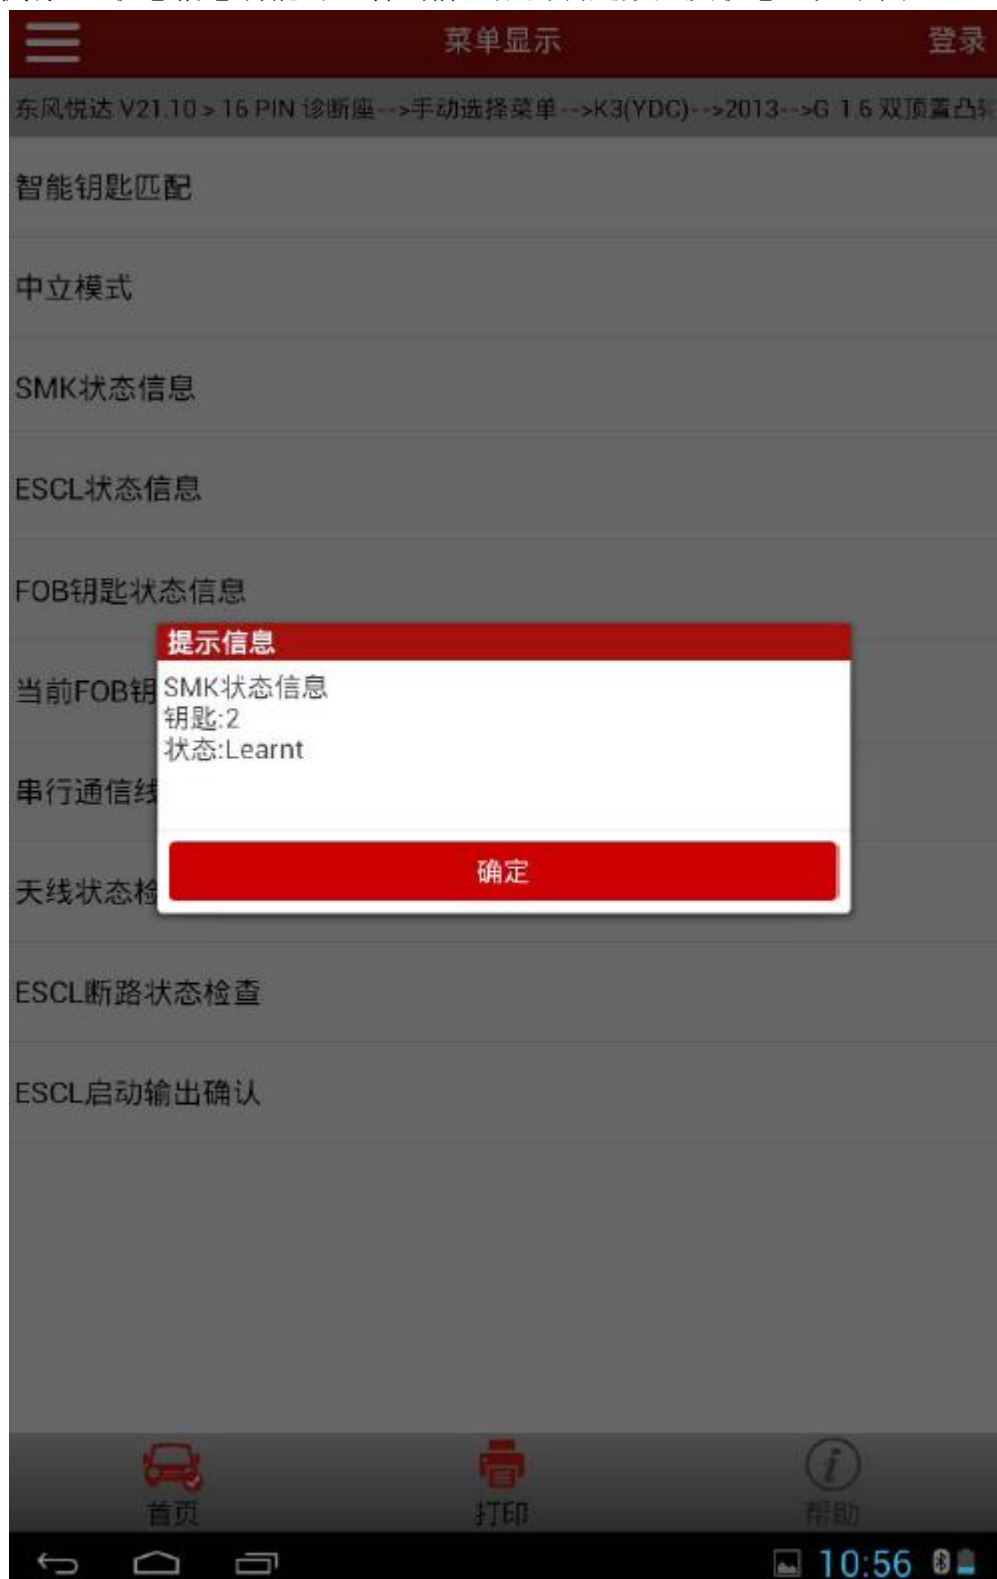 菜单显示
登录
东风悦达 V21.10 > 16 PIN 诊断座-->手动选择菜单-->K3(YDC)-->2013-->G 1.6 双顶置凸
智能钥匙匹配
中立模式
SMK状态信息
ESCL状态信息
FOB钥匙状态信息
提示信息
当前FOB钥
SMK状态信息
钥匙:2
状态:Learnt
串行通信线
确定
天线状态检
ESCL断路状态检查
ESCL启动输出确认
首页
打印
帮助
10:56